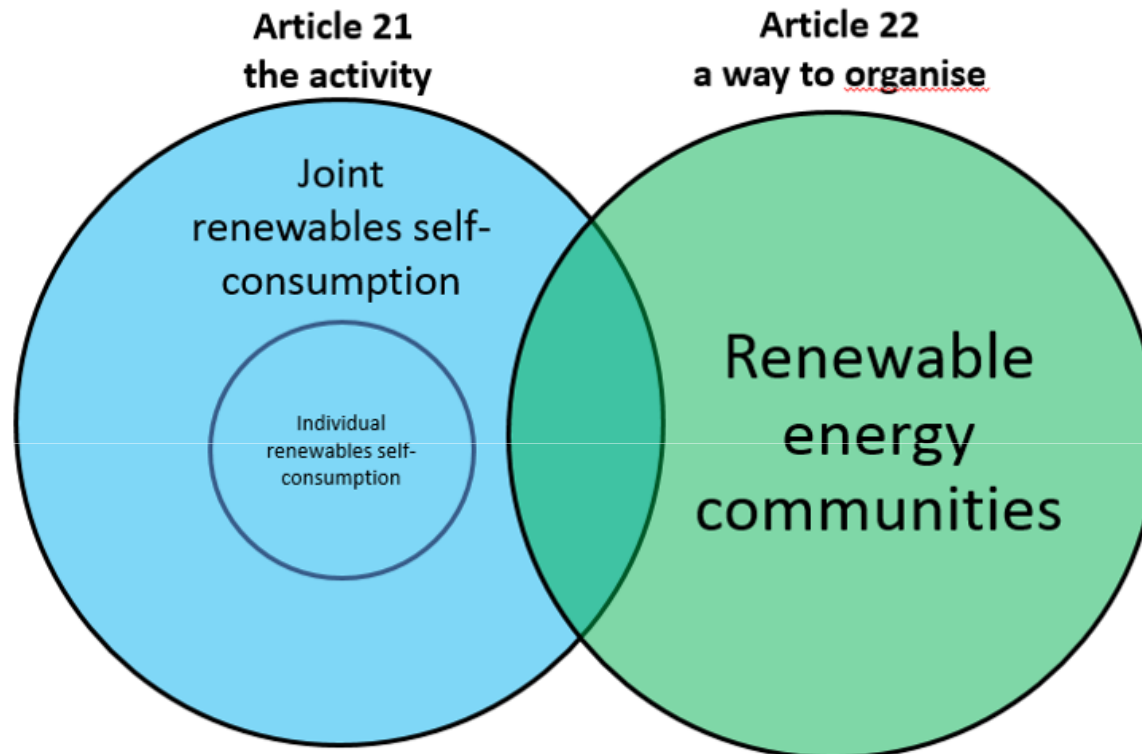 Article 21
the activity
Article 22
a way to organise
Joint
renewables self-
consumption
Individual
renewables self-
consumption
Renewable
energy
communities